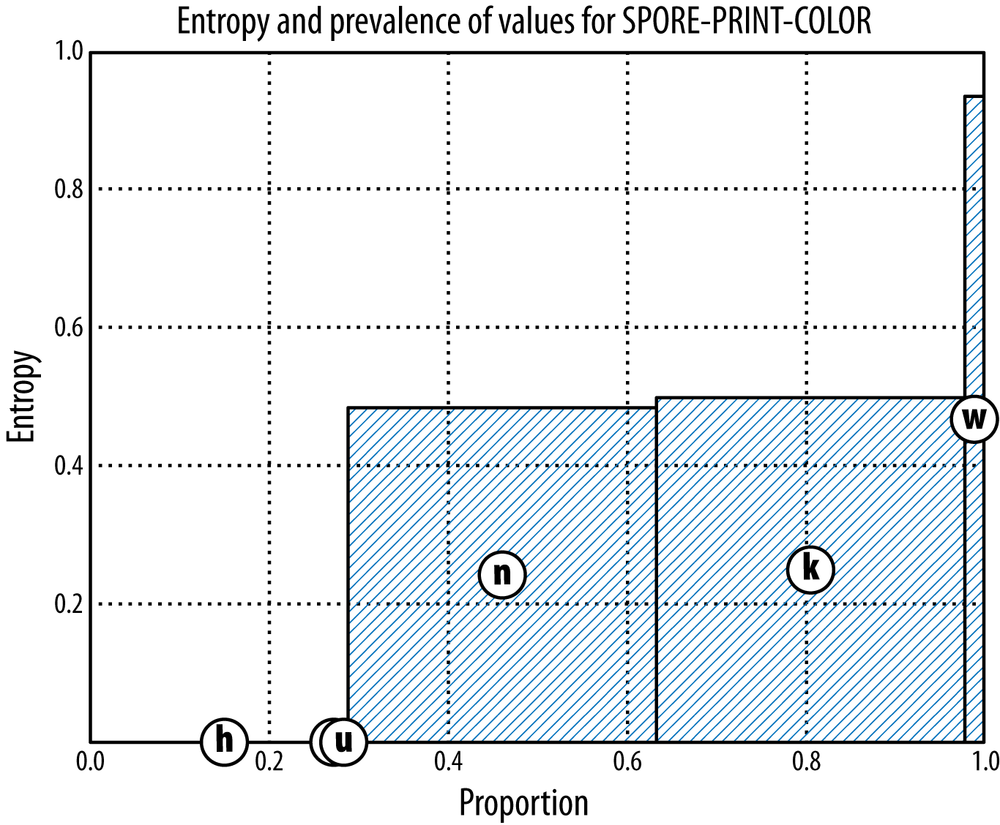 Entropy and prevalence of values for SPORE-PRINT-COLOR
1.0
0.8
0.6
0.4
0.2
Entropy
w
n
k
h
u
0.0 0.2 0.4 0.6 0.8 1.0
Proportion